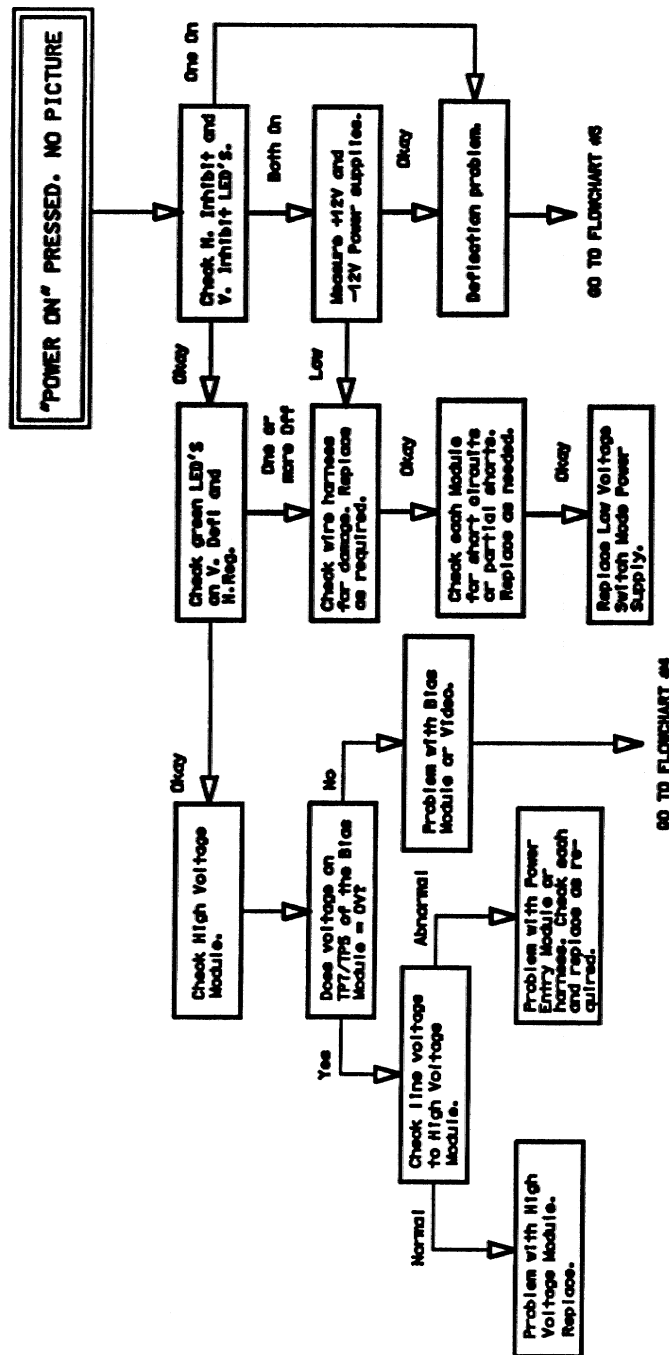 "POWER ON" PRESSED. NO PICTURE
Check H. Inhibit and
V. Inhibit LED'S.
One On
Both On
Okay
Measure +12V and
-12V Power supplies.
Okay
Low
Deflection problem.
GO TO FLOWCHART #3
Check green LED'S
on V. Defl and
H.Reg.
One or
more Off
Okay
Check wire harness
for damage. Replace
as required.
Okay
Check each Module
for short circuits
or partial shorts.
Replace as needed.
Okay
Replace Low Voltage
Switch Mode Power
Supply.
Check High Voltage
Module.
Does voltage on
TP7/TP5 of the Bias
Module = 0V?
No
Yes
Problem with Bias
Module or Video.
GO TO FLOWCHART #4
Check line voltage
to High Voltage
Module.
Abnormal
Normal
Problem with Power
Entry Module or
harness. Check each
and replace as re-
quired.
Problem with High
Voltage Module.
Replace.